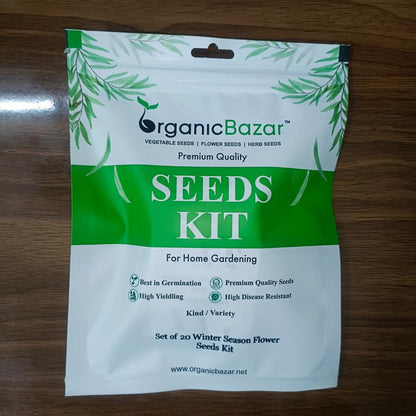 OrganicBazar™
VEGETABLE SEEDS | FLOWER SEEDS | HERB SEEDS
Premium Quality
SEEDS
KIT
For Home Gardening
Best in Germination Premium Quality Seeds
High Yieldling High Disease Resistant
Kind / Variety
Set of 20 Winter Season Flower
Seeds Kit
www.organicbazar.net